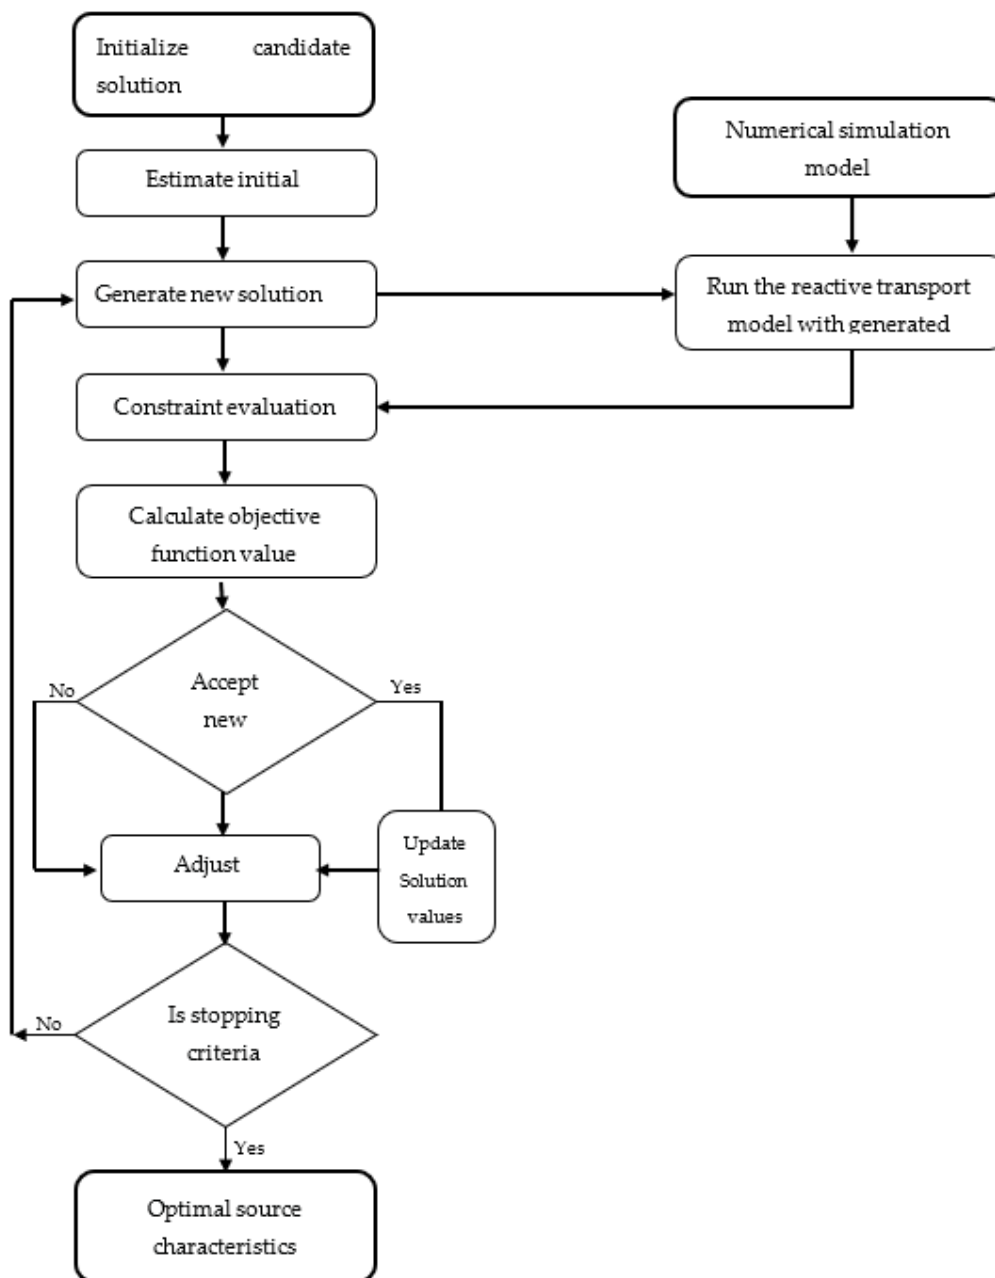 Initialize candidate
solution
Estimate initial
Generate new solution
Numerical simulation
model
Run the reactive transport
model with generated
Constraint evaluation
Calculate objective
function value
No
Accept
new
Yes
Adjust
Update
Solution
values
No
Is stopping
criteria
Yes
Optimal source
characteristics